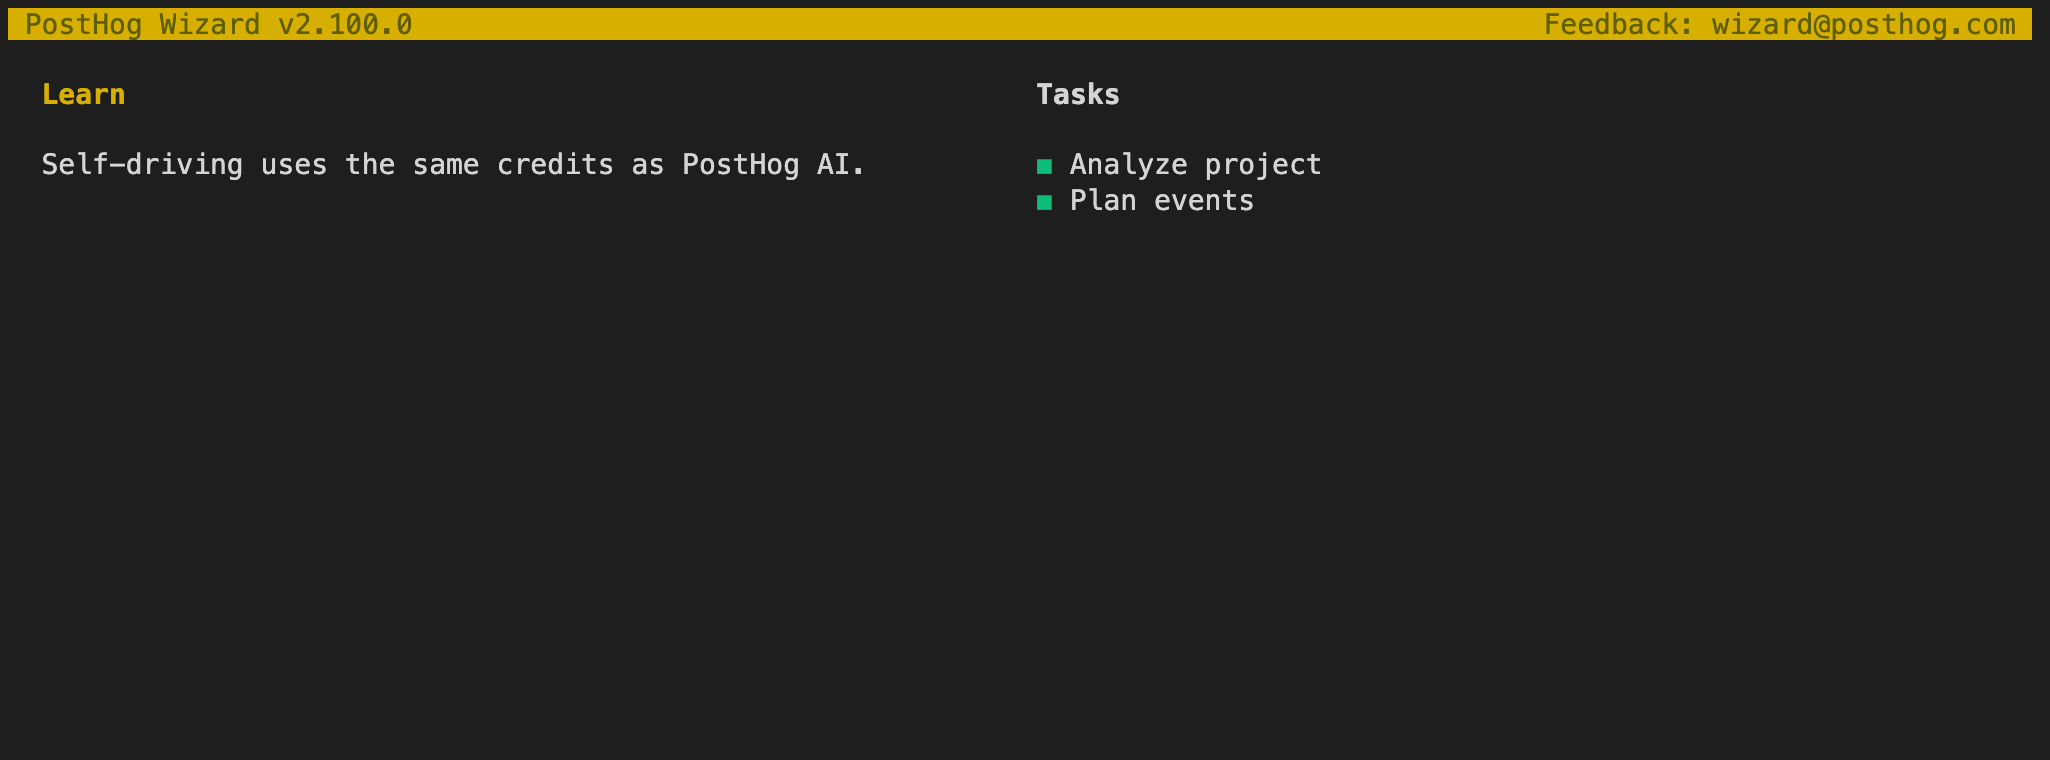 PostHog Wizard v2.100.0 Feedback: wizard@posthog.com
Learn
Self-driving uses the same credits as PostHog AI.
Tasks
Analyze project
Plan events